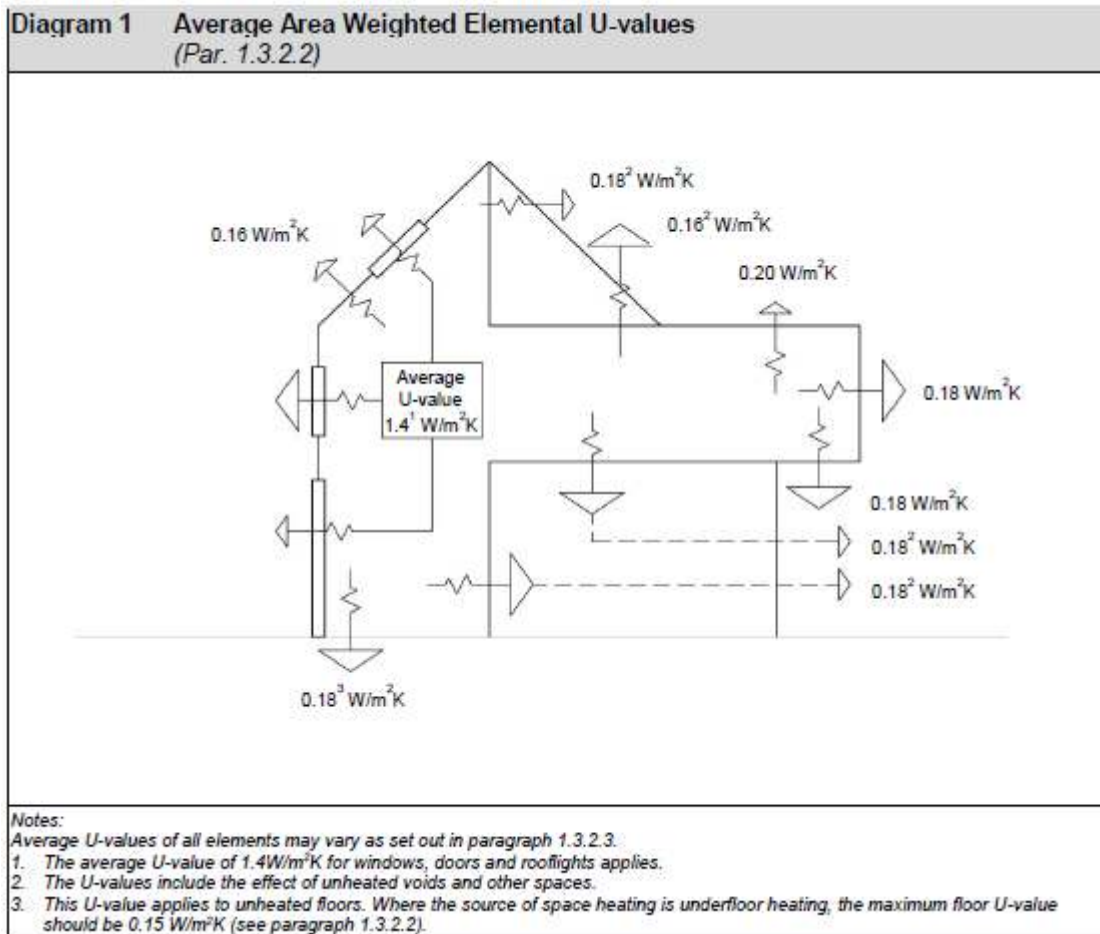 Diagram 1 Average Area Weighted Elemental U-values
(Par. 1.3.2.2)
0.18² W/m²K
0.16 W/m²K
0.16² W/m²K
0.20 W/m²K
Average
U-value
1.4¹ W/m²K
0.18 W/m²K
0.18 W/m²K
0.18² W/m²K
0.18² W/m²K
0.18³ W/m²K
Notes:
Average U-values of all elements may vary as set out in paragraph 1.3.2.3.
1. The average U-value of 1.4W/m²K for windows, doors and rooflights applies.
2. The U-values include the effect of unheated voids and other spaces.
3. This U-value applies to unheated floors. Where the source of space heating is underfloor heating, the maximum floor U-value
should be 0.15 W/m²K (see paragraph 1.3.2.2).